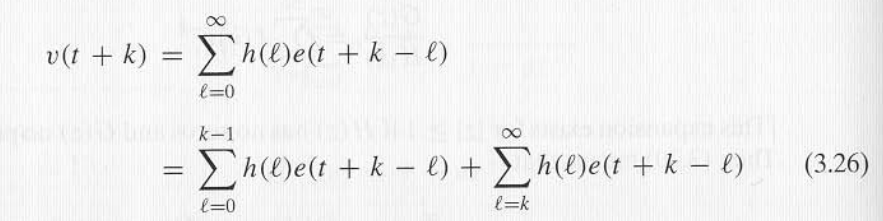 v(t + k) = ∑_{ℓ=0}^{∞} h(ℓ)e(t + k − ℓ)
= ∑_{ℓ=0}^{k−1} h(ℓ)e(t + k − ℓ) + ∑_{ℓ=k}^{∞} h(ℓ)e(t + k − ℓ) (3.26)